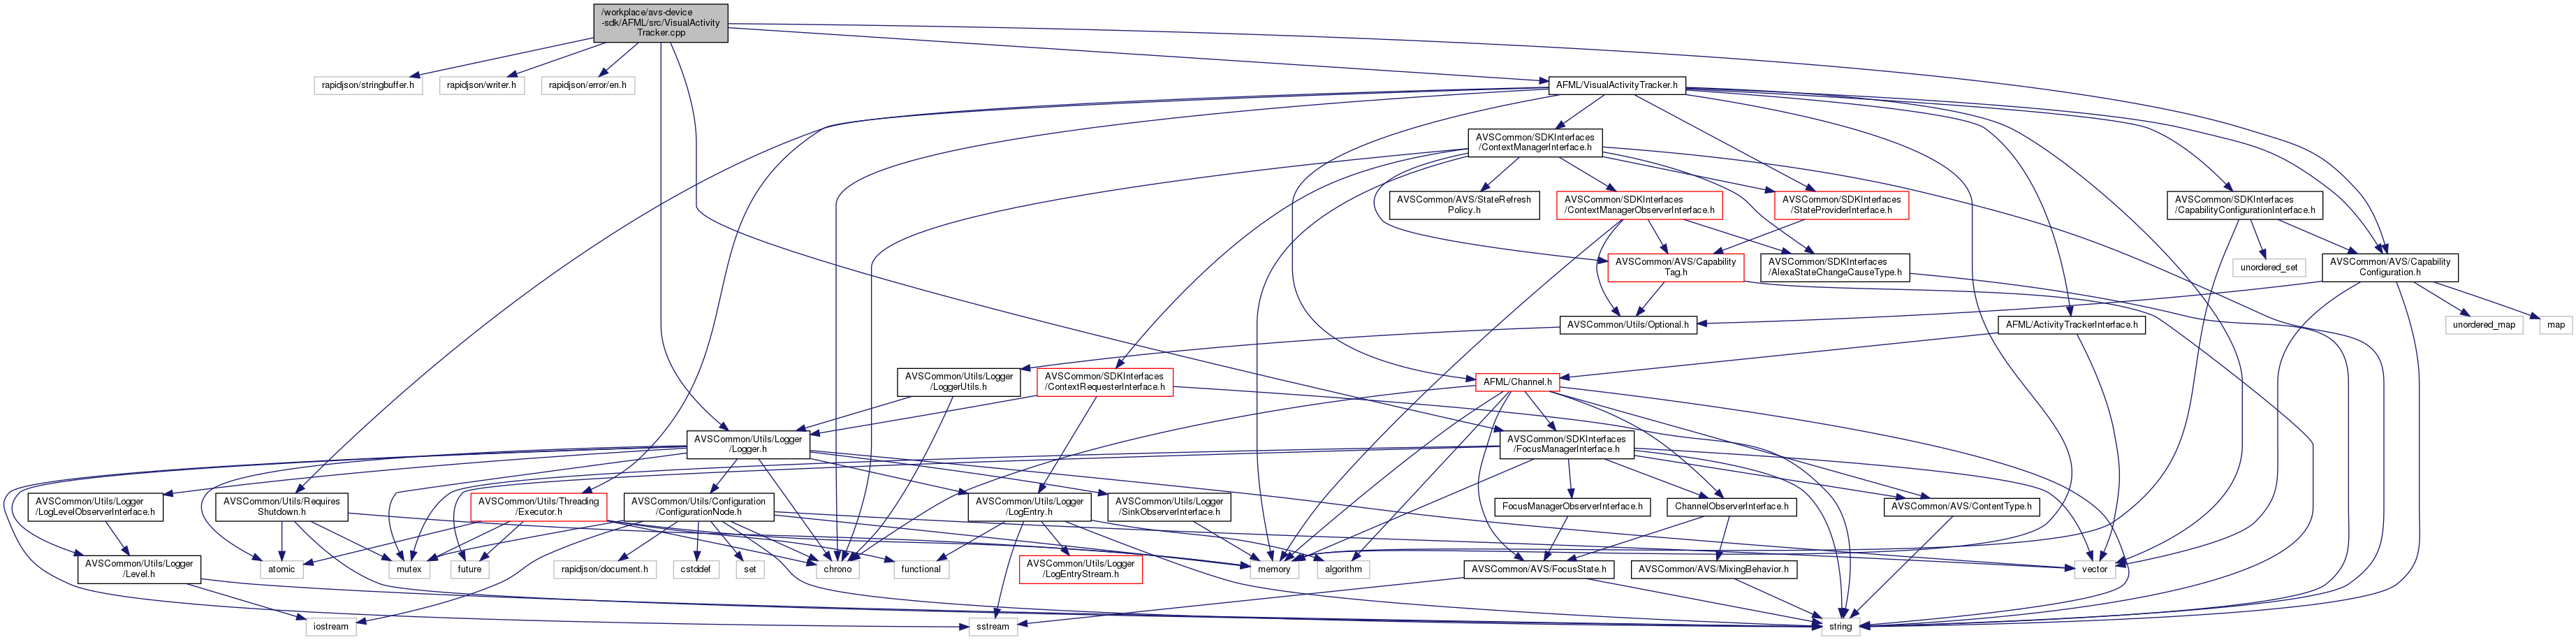 /workplace/avs-device
-sdk/AFML/src/VisualActivity
Tracker.cpp
rapidjson/stringbuffer.h
rapidjson/writer.h
rapidjson/error/en.h
AFML/VisualActivityTracker.h
AVSCommon/SDKInterfaces
/ContextManagerInterface.h
AVSCommon/AVS/StateRefresh
Policy.h
AVSCommon/SDKInterfaces
/ContextManagerObserverInterface.h
AVSCommon/SDKInterfaces
/StateProviderInterface.h
AVSCommon/SDKInterfaces
/CapabilityConfigurationInterface.h
AVSCommon/AVS/Capability
Tag.h
AVSCommon/SDKInterfaces
/AlexaStateChangeCauseType.h
unordered_set
AVSCommon/AVS/Capability
Configuration.h
AVSCommon/Utils/Optional.h
AFML/ActivityTrackerInterface.h
unordered_map
map
AVSCommon/Utils/Logger
/LoggerUtils.h
AVSCommon/SDKInterfaces
/ContextRequesterInterface.h
AFML/Channel.h
AVSCommon/Utils/Logger
/Logger.h
AVSCommon/SDKInterfaces
/FocusManagerInterface.h
AVSCommon/Utils/Logger
/LogLevelObserverInterface.h
AVSCommon/Utils/Requires
Shutdown.h
AVSCommon/Utils/Threading
/Executor.h
AVSCommon/Utils/Configuration
/ConfigurationNode.h
AVSCommon/Utils/Logger
/LogEntry.h
AVSCommon/Utils/Logger
/SinkObserverInterface.h
FocusManagerObserverInterface.h
ChannelObserverInterface.h
AVSCommon/AVS/ContentType.h
AVSCommon/Utils/Logger
/Level.h
atomic
mutex
future
rapidjson/document.h
cstddef
set
chrono
functional
AVSCommon/Utils/Logger
/LogEntryStream.h
memory
algorithm
AVSCommon/AVS/FocusState.h
AVSCommon/AVS/MixingBehavior.h
vector
iostream
sstream
string